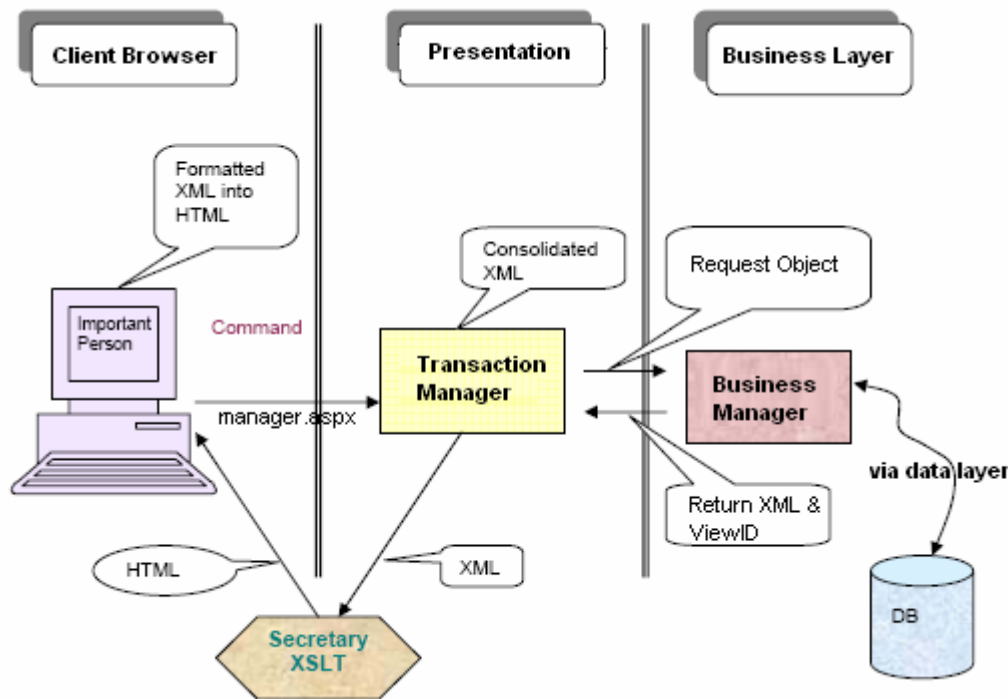 Client Browser
Presentation
Business Layer
Formatted
XML into
HTML
Consolidated
XML
Request Object
Important
Person
Command
Transaction
Manager
Business
Manager
manager.aspx
via data layer
Return XML &
ViewID
HTML
XML
DB
Secretary
XSLT